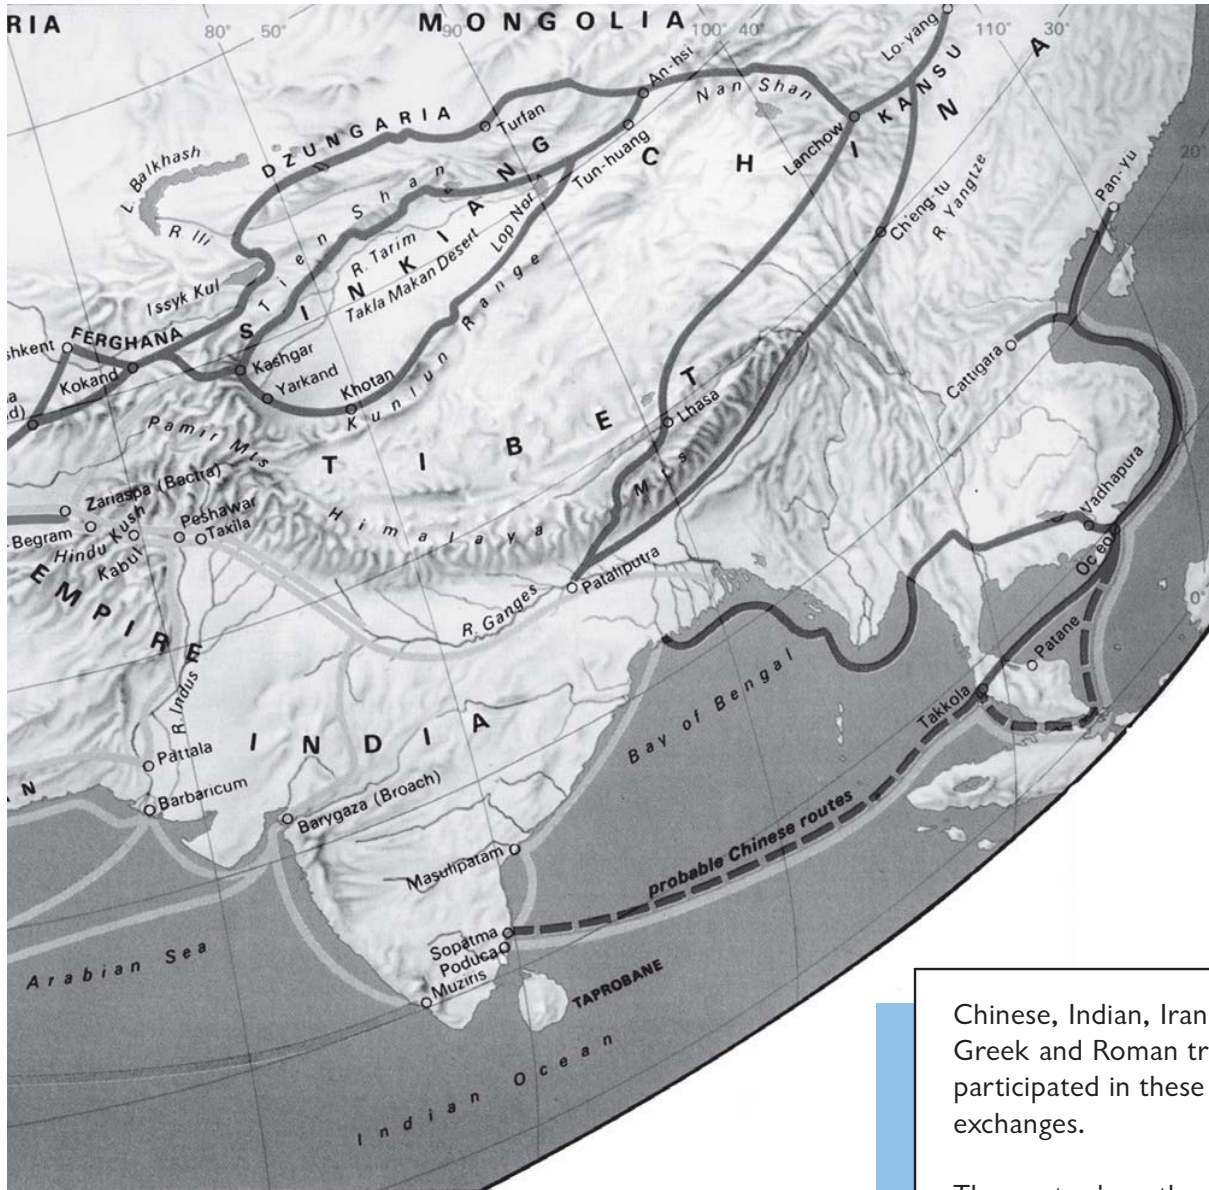 RIA
MONGOLIA
80°
50°
90
100°
40°
110°
30°
20°
0°
Lo-yang
An-hsi
Nan Shan
KANSU
CHINA
DZUNGARIA
Turfan
Tun-huang
Lanchow
Pan-Yu
L. Balkhash
R Ili
Tien Shan
SINKIANG
R. Tarim
Takla Makan Desert
Lop Nor
Ch'eng-tu
R. Yangtze
Issyk Kul
FERGHANA
shkent
Kokand
Kashgar
Yarkand
Khotan
Kunlun Range
Cattigara
a
d)
Pamir Mts
TIBET
Lhasa
Zariaspa (Bactra)
Begram
Hindu Kush
Kabul
Peshawar
Taxila
Himalaya Mts
Vadhapura
Oc eo
EMPIRE
R. Ganges
Pataliputra
Patane
R. Indus
INDIA
Bay of Bengal
Takkola
Pattala
Barbaricum
N
Barygaza (Broach)
Masulipatam
probable Chinese routes
Arabian Sea
Sopatma
Poduca
Muziris
TAPROBANE
Indian Ocean
Chinese, Indian, Iran
Greek and Roman tr
participated in these
exchanges.